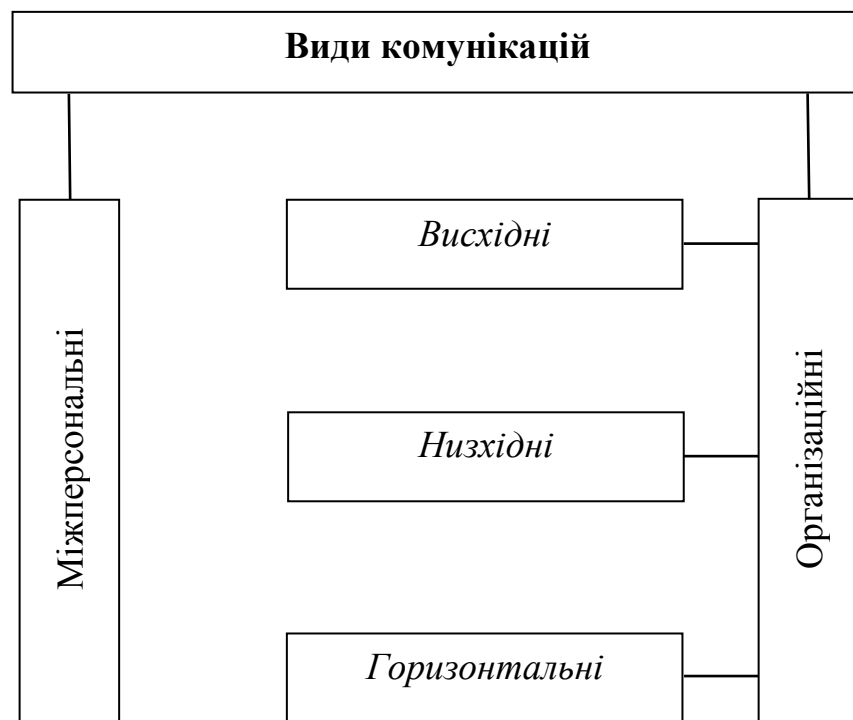 Види комунікацій
Міжперсональні
Висхідні
Низхідні
Горизонтальні
Організаційні